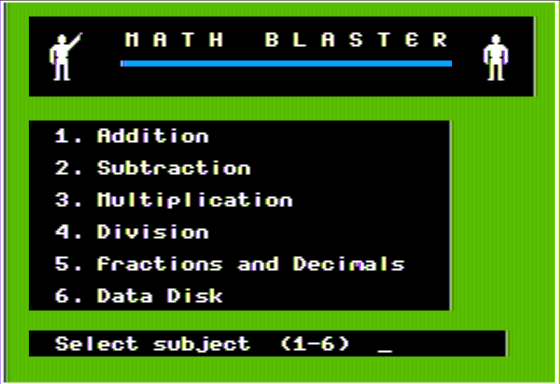 MATH BLASTER
1. Addition
2. Subtraction
3. Multiplication
4. Division
5. Fractions and Decimals
6. Data Disk
Select subject (1-6) _